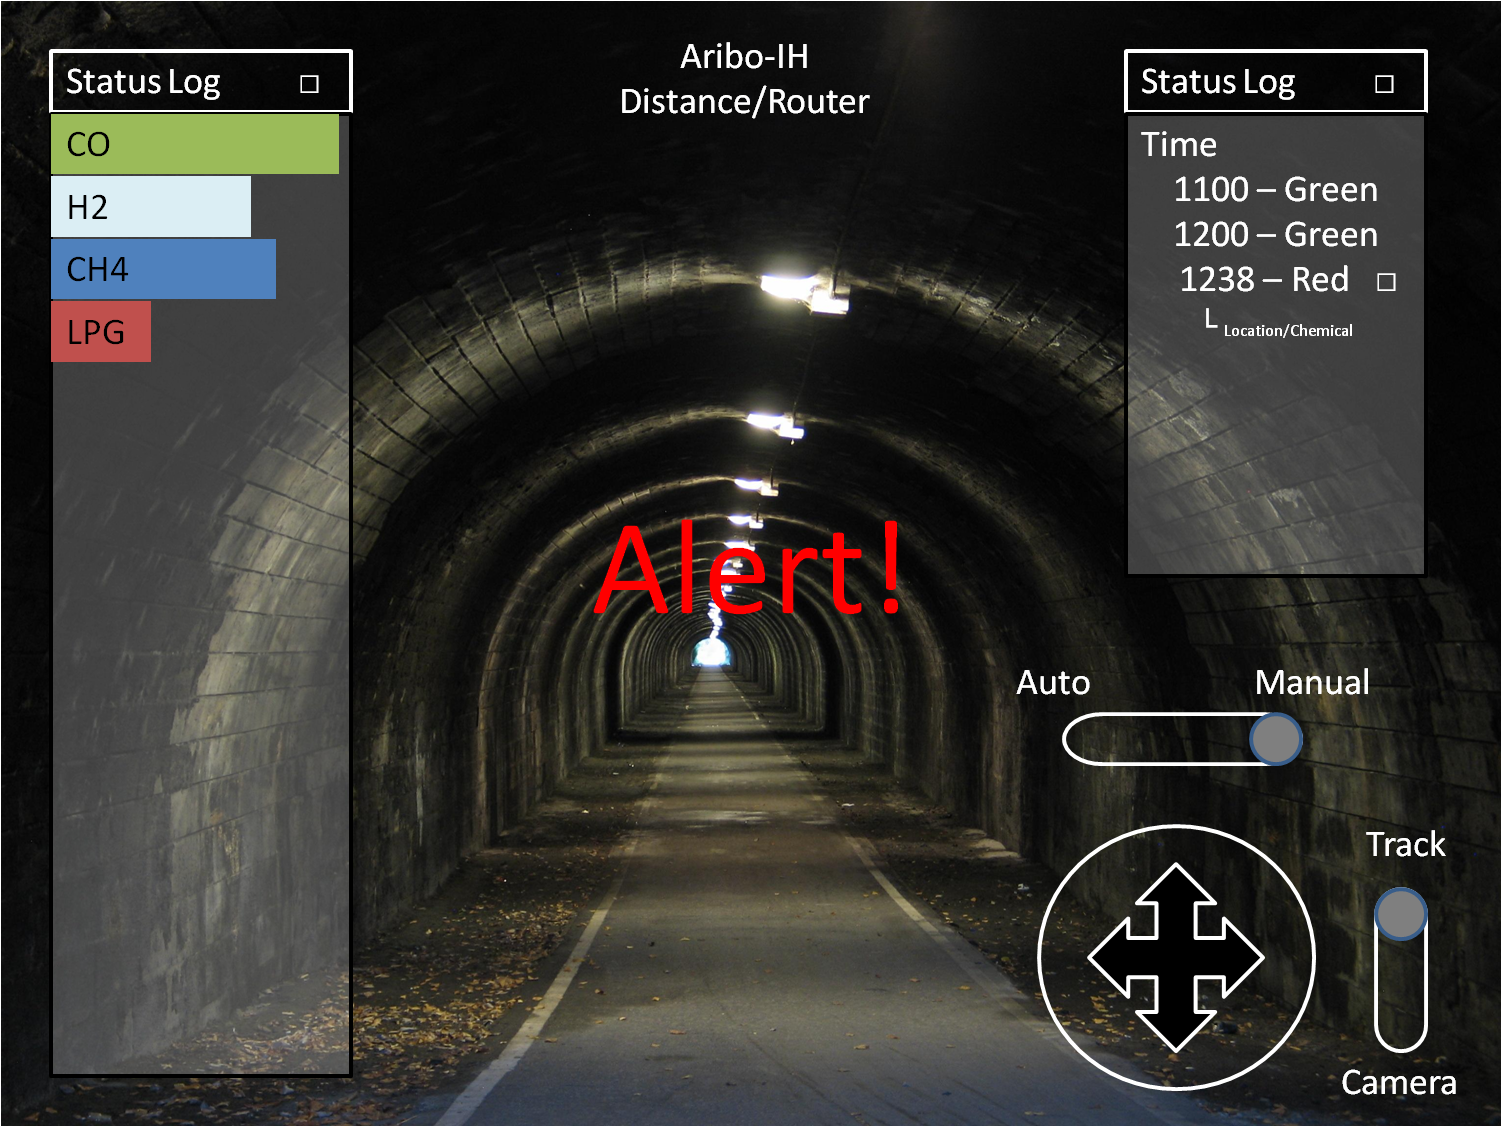 Aribo-IH
Distance/Router
Status Log
CO
H2
CH4
LPG
Status Log
Time
1100 – Green
1200 – Green
1238 – Red
Location/Chemical
Alert!
Auto
Manual
Track
Camera